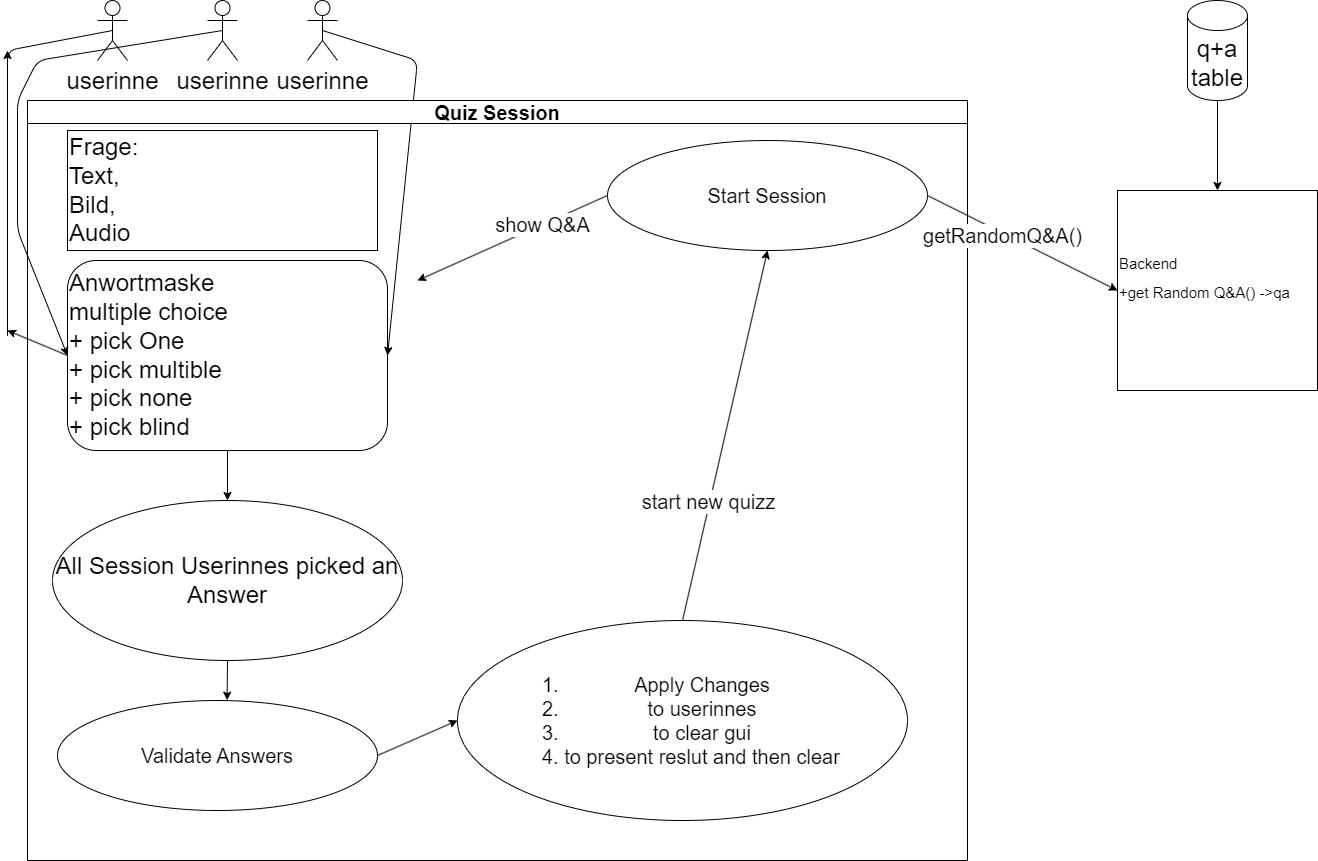 userinne
userinne
userinne
q+a
table
Quiz Session
Frage:
Text,
Bild,
Audio
Start Session
show Q&A
getRandomQ&A()
Backend
+get Random Q&A() ->qa
Anwortmaske
multiple choice
+ pick One
+ pick multible
+ pick none
+ pick blind
start new quizz
All Session Userinnes picked an
Answer
1. Apply Changes
2. to userinnes
3. to clear gui
4. to present reslut and then clear
Validate Answers